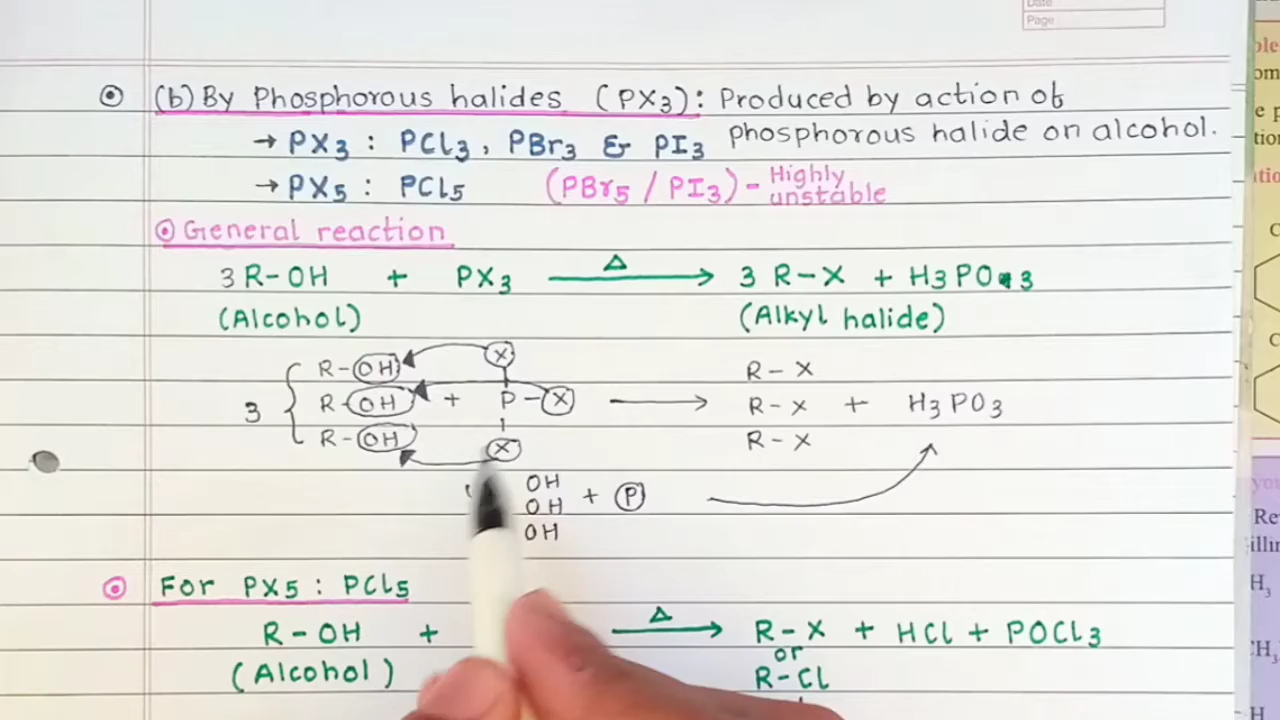 Date
Page
(b) By Phosphorous halides (PX3): Produced by action of
phosphorous halide on alcohol.
→ PX3 : PCl3, PBr3 & PI3
→ PX5 : PCl5 (PBr5 / PI3) - Highly unstable
General reaction
3 R-OH + PX3 —Δ→ 3 R-X + H3PO3
(Alcohol) (Alkyl halide)
R-OH X R-X
3 { R-OH + P-X → R-X + H3PO3
R-OH X R-X
OH
OH + P
OH
For PX5 : PCl5
R-OH + —Δ→ R-X + HCl + POCl3
or
(Alcohol) R-Cl